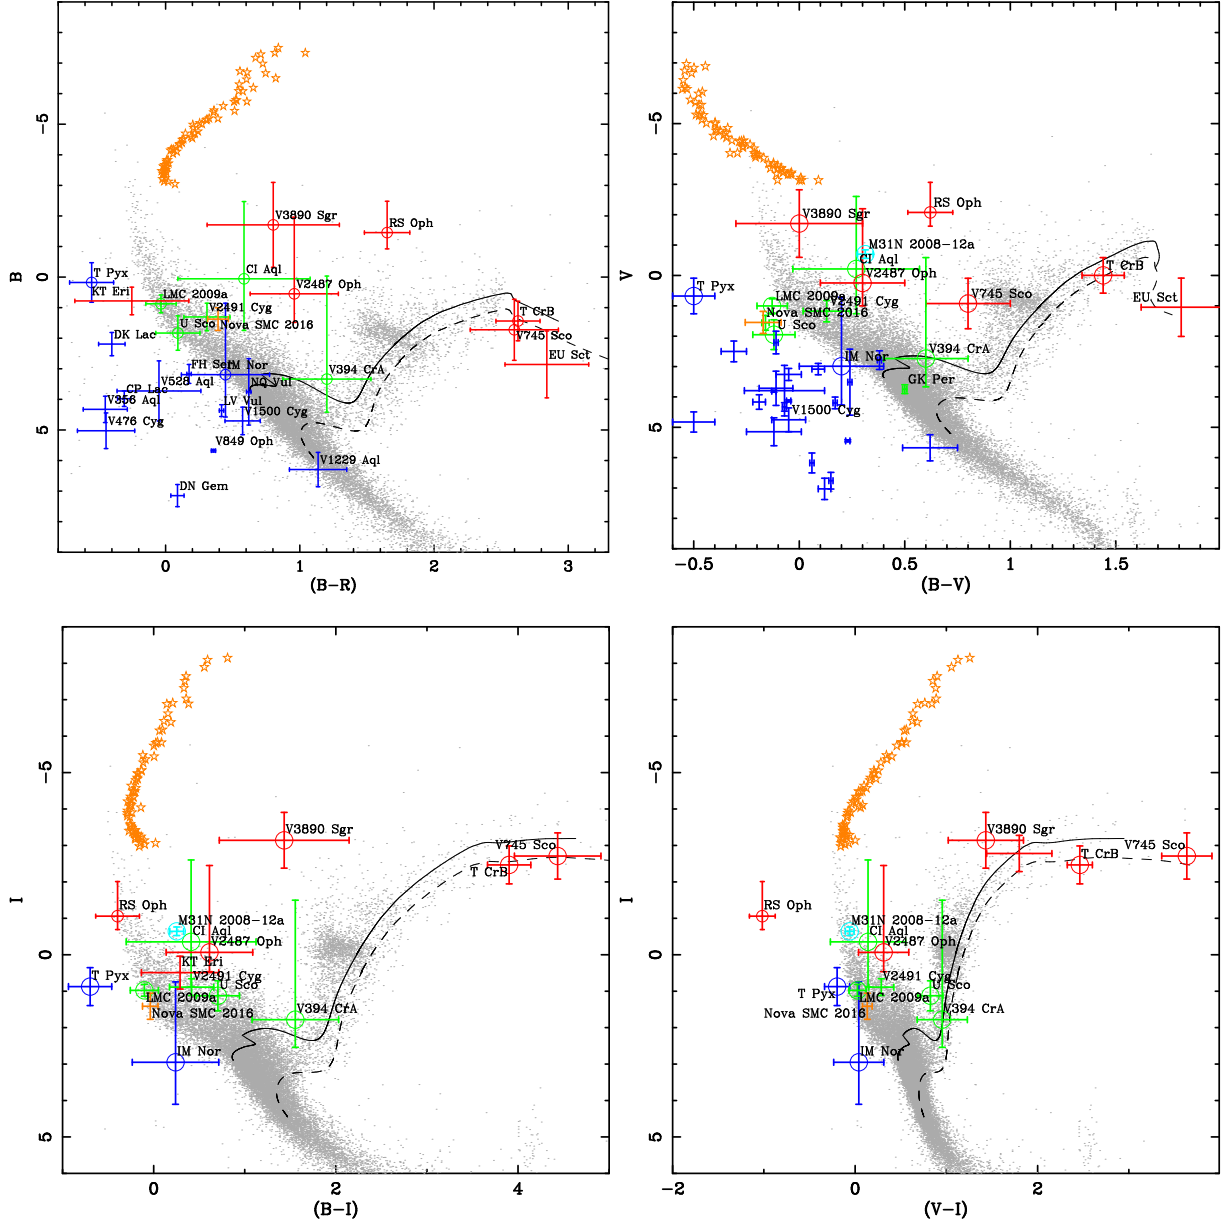 -5
0
5
B
V3890 Sgr
RS Oph
T Pyx
CI Aql
KT Eri
LMC 2009a
V2487 Oph
V2491 Cyg
U Sco
Nova SMC 2016
T CrB
V745 Sco
DK Lac
EU Sct
FH Ser
IM Nor
V394 CrA
V528 Aql
NQ Vul
CP Lac
V356 Aql
LV Vul
V476 Cyg
V1500 Cyg
V849 Oph
V1229 Aql
DN Gem
0
1
2
3
(B-R)
-5
0
5
V
V3890 Sgr
RS Oph
M31N 2008-12a
CI Aql
T CrB
V2487 Oph
T Pyx
LMC 2009a
V2491 Cyg
V745 Sco
EU Sct
Nova SMC 2016
U Sco
IM Nor
V394 CrA
GK Per
V1500 Cyg
-0.5
0
0.5
1
1.5
(B-V)
-5
0
5
I
V3890 Sgr
V745 Sco
T CrB
RS Oph
M31N 2008-12a
CI Aql
V2487 Oph
KT Eri
T Pyx
V2491 Cyg
U Sco
LMC 2009a
V394 CrA
Nova SMC 2016
IM Nor
0
2
4
(B-I)
-5
0
5
I
V3890 Sgr
V745 Sco
T CrB
RS Oph
M31N 2008-12a
CI Aql
V2487 Oph
V2491 Cyg
T Pyx
U Sco
LMC 2009a
V394 CrA
Nova SMC 2016
IM Nor
-2
0
2
(V-I)